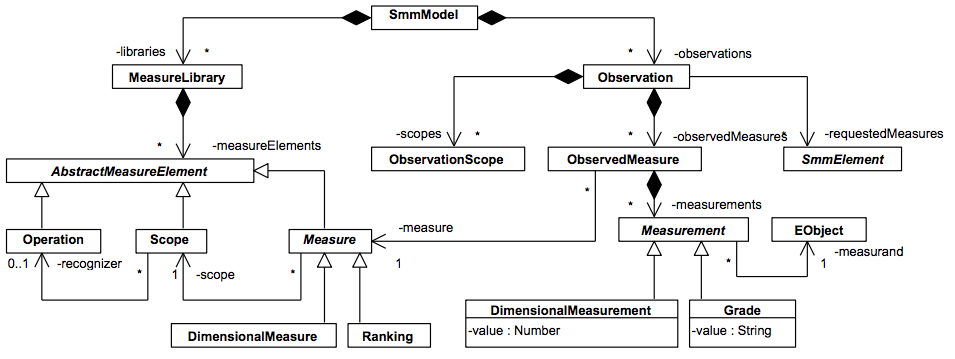 SmmModel
-libraries
*
*
-observations
MeasureLibrary
Observation
*
-measureElements
-scopes
*
*
-observedMeasures
*
-requestedMeasures
AbstractMeasureElement
ObservationScope
ObservedMeasure
SmmElement
*
*
-measurements
Operation
Scope
Measure
-measure
Measurement
EObject
0..1
-recognizer
*
1
-scope
*
1
*
1
-measurand
DimensionalMeasure
Ranking
DimensionalMeasurement
-value : Number
Grade
-value : String